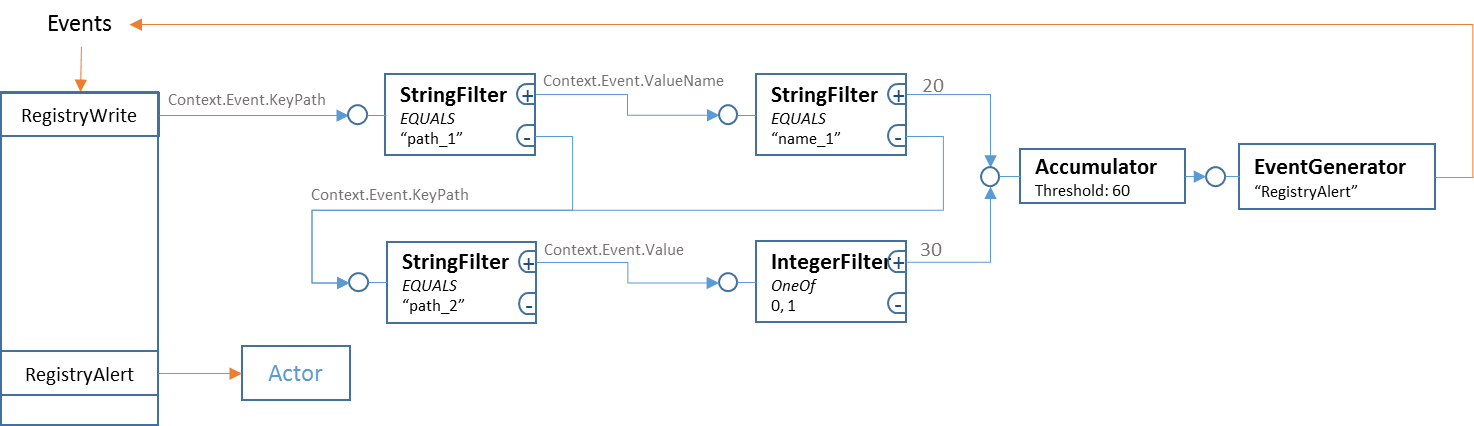 Events
RegistryWrite
Context.Event.KeyPath
StringFilter
EQUALS
“path_1”
+
-
Context.Event.ValueName
StringFilter
EQUALS
“name_1”
+
-
20
Accumulator
Threshold: 60
EventGenerator
“RegistryAlert”
Context.Event.KeyPath
StringFilter
EQUALS
“path_2”
+
-
Context.Event.Value
IntegerFilter
OneOf
0, 1
+
-
30
RegistryAlert
Actor